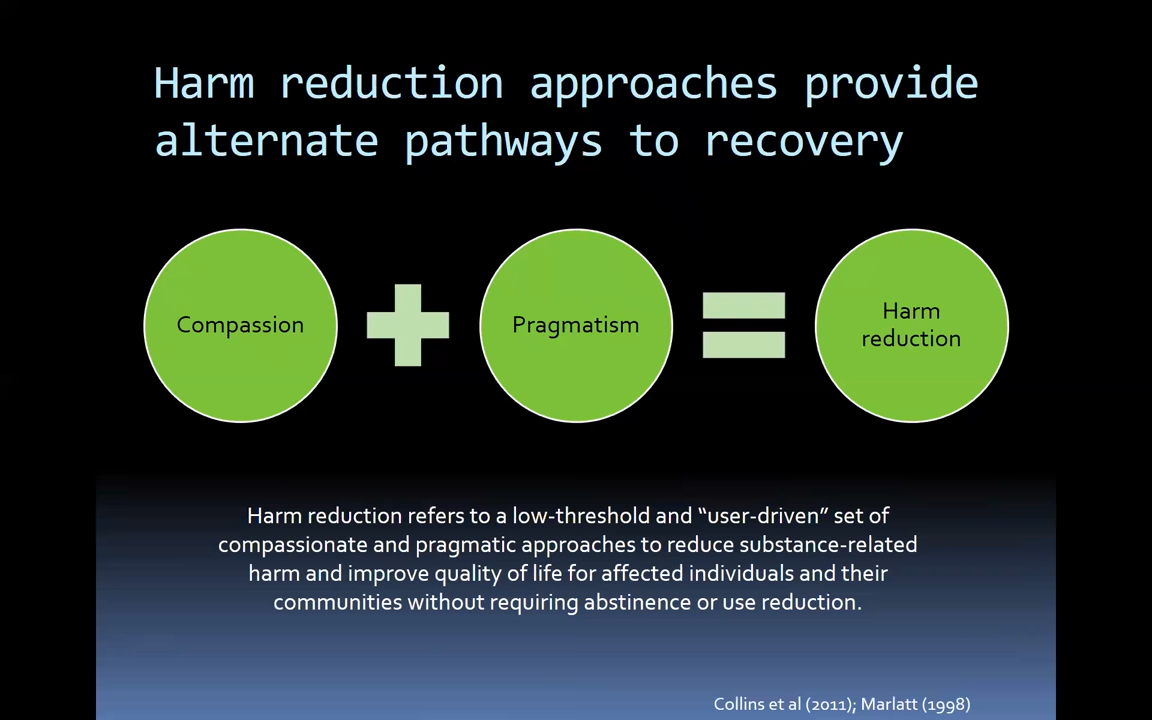 Harm reduction approaches provide
alternate pathways to recovery
Compassion
Pragmatism
Harm
reduction
Harm reduction refers to a low-threshold and “user-driven” set of
compassionate and pragmatic approaches to reduce substance-related
harm and improve quality of life for affected individuals and their
communities without requiring abstinence or use reduction.
Collins et al (2011); Marlatt (1998)